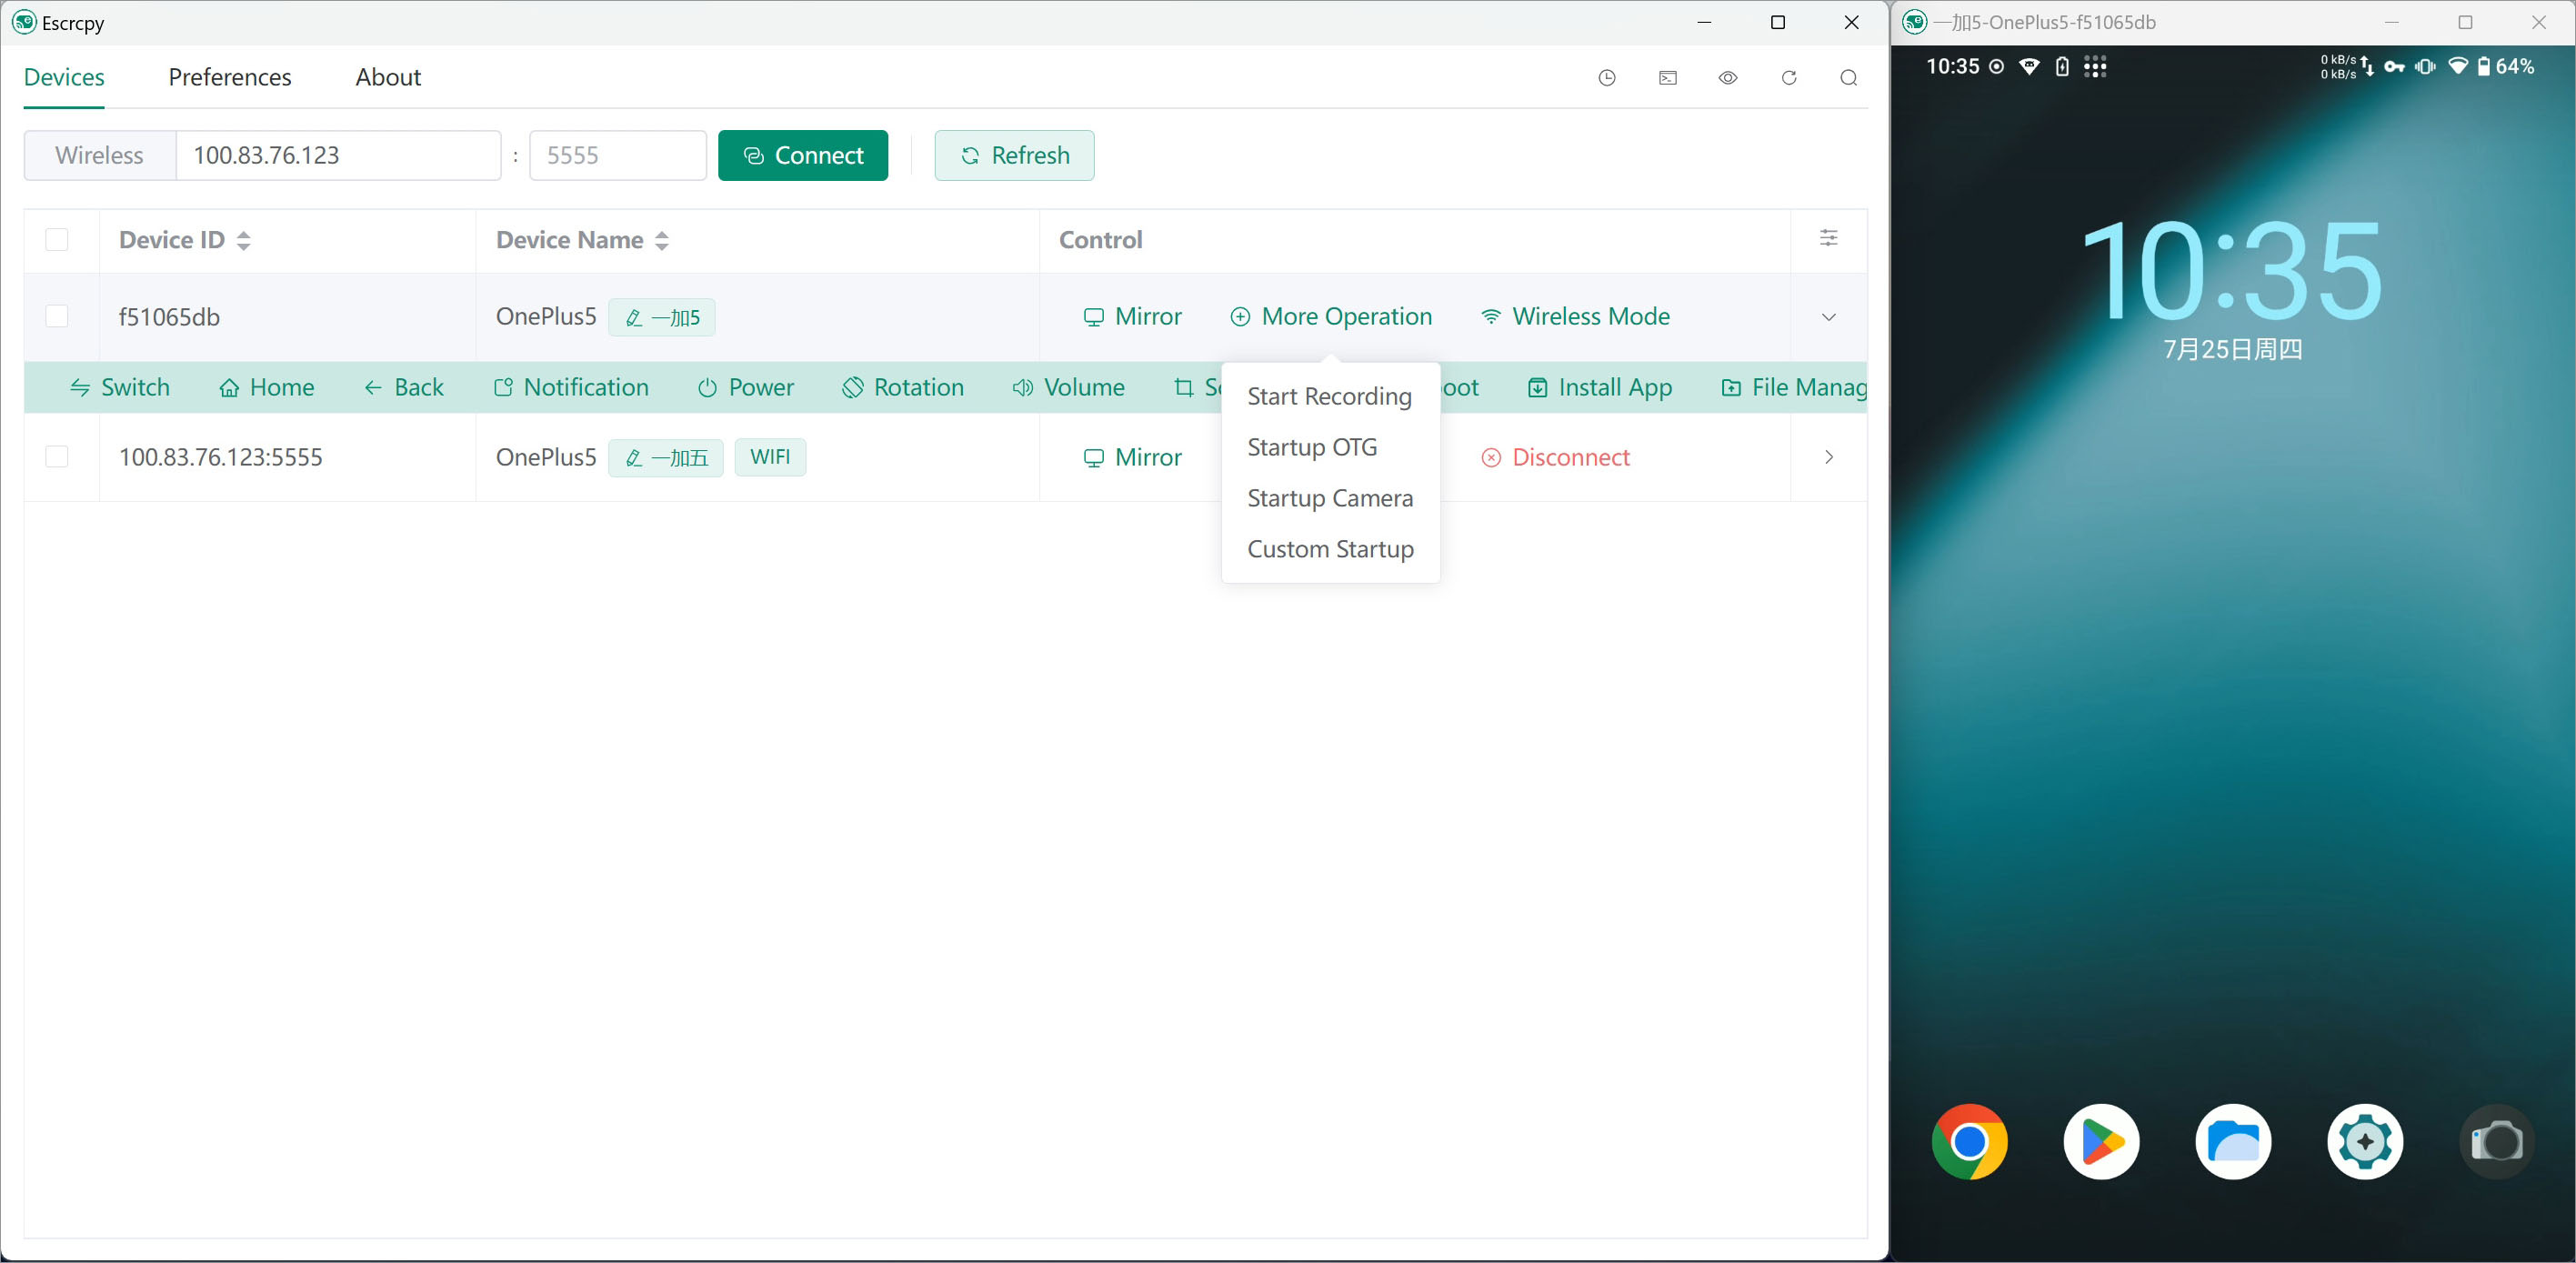 Escrcpy
Devices Preferences About
Wireless 100.83.76.123 : 5555 Connect Refresh
Device ID Device Name Control
f51065db OnePlus5 一加5 Mirror More Operation Wireless Mode
Switch Home Back Notification Power Rotation Volume Install App File Manag
Start Recording
Startup OTG
Startup Camera
Custom Startup
100.83.76.123:5555 OnePlus5 一加五 WIFI Mirror Disconnect
一加5-OnePlus5-f51065db
10:35 0 kB/s 0 kB/s 64%
10:35
7月25日周四